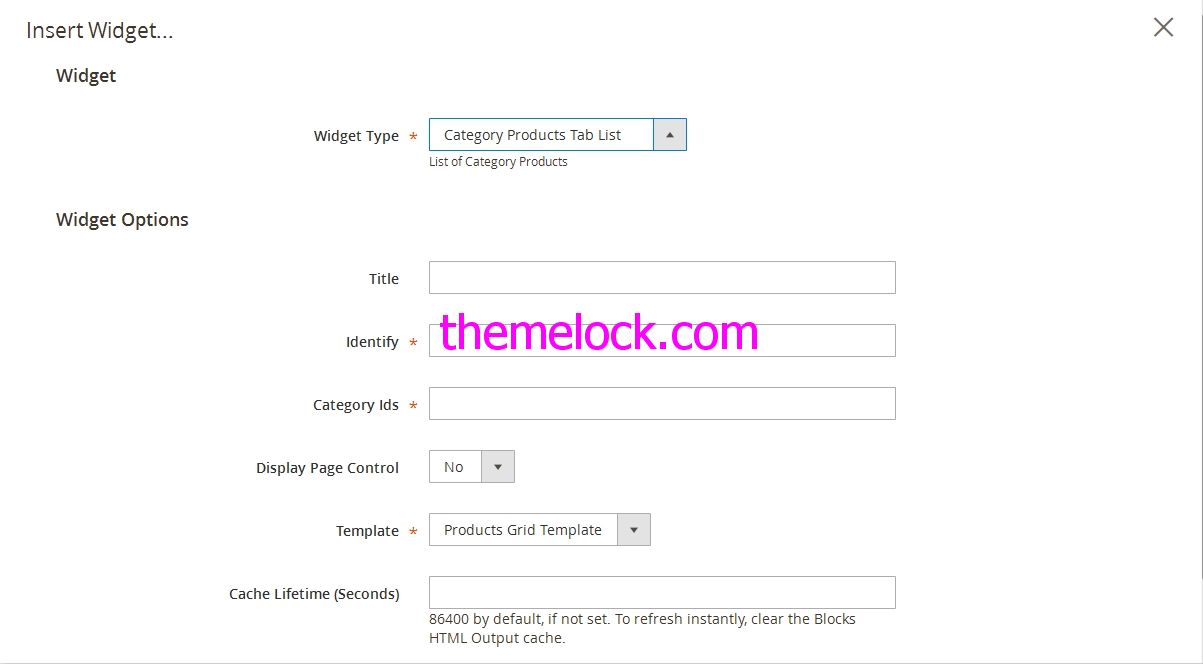 Insert Widget...
Widget
Widget Type *
Category Products Tab List
List of Category Products
Widget Options
Title
Identify *
themelock.com
Category Ids *
Display Page Control
No
Template *
Products Grid Template
Cache Lifetime (Seconds)
86400 by default, if not set. To refresh instantly, clear the Blocks
HTML Output cache.